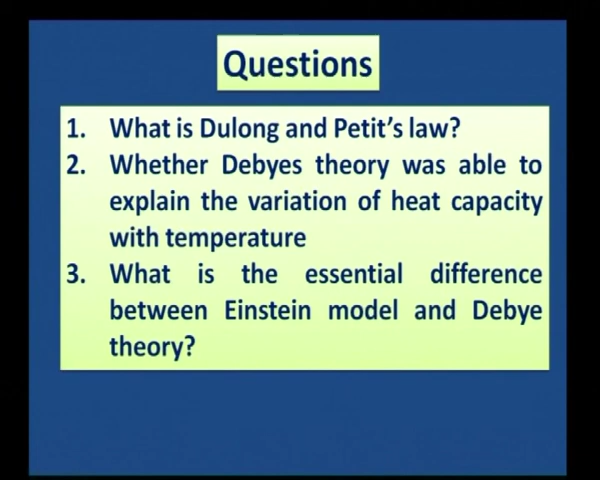 Questions
1. What is Dulong and Petit's law?
2. Whether Debyes theory was able to
explain the variation of heat capacity
with temperature
3. What is the essential difference
between Einstein model and Debye
theory?